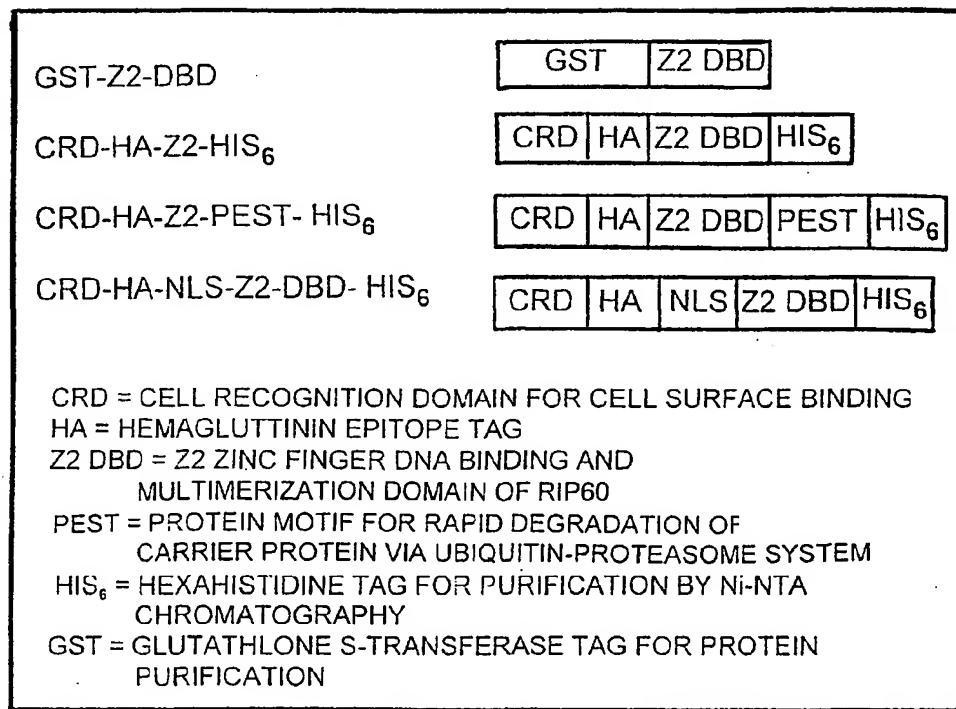 GST-Z2-DBD GST Z2 DBD
CRD-HA-Z2-HIS6 CRD HA Z2 DBD HIS6
CRD-HA-Z2-PEST- HIS6 CRD HA Z2 DBD PEST HIS6
CRD-HA-NLS-Z2-DBD- HIS6 CRD HA NLS Z2 DBD HIS6
CRD = CELL RECOGNITION DOMAIN FOR CELL SURFACE BINDING
HA = HEMAGLUTTININ EPITOPE TAG
Z2 DBD = Z2 ZINC FINGER DNA BINDING AND
MULTIMERIZATION DOMAIN OF RIP60
PEST = PROTEIN MOTIF FOR RAPID DEGRADATION OF
CARRIER PROTEIN VIA UBIQUITIN-PROTEASOME SYSTEM
HIS6 = HEXAHISTIDINE TAG FOR PURIFICATION BY Ni-NTA
CHROMATOGRAPHY
GST = GLUTATHLONE S-TRANSFERASE TAG FOR PROTEIN
PURIFICATION